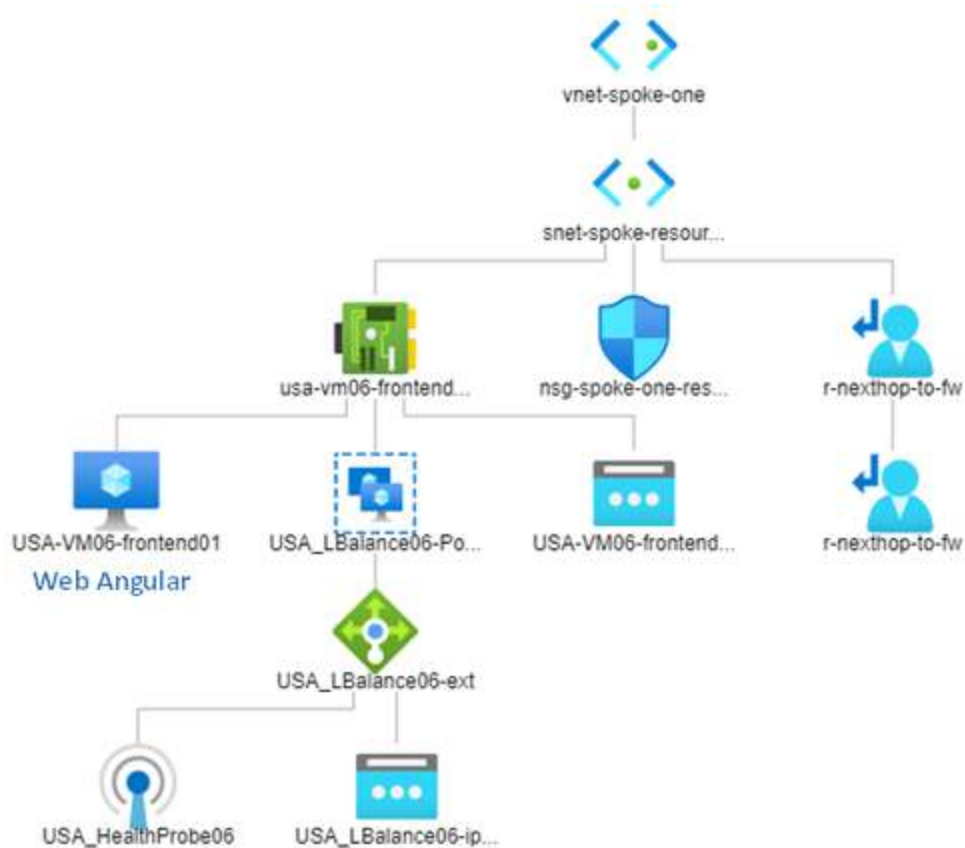 vnet-spoke-one
snet-spoke-resour...
usa-vm06-frontend...
nsg-spoke-one-res...
r-nexthop-to-fw
USA-VM06-frontend01
USA_LBalance06-Po...
USA-VM06-frontend...
r-nexthop-to-fw
Web Angular
USA_LBalance06-ext
USA_HealthProbe06
USA_LBalance06-ip...